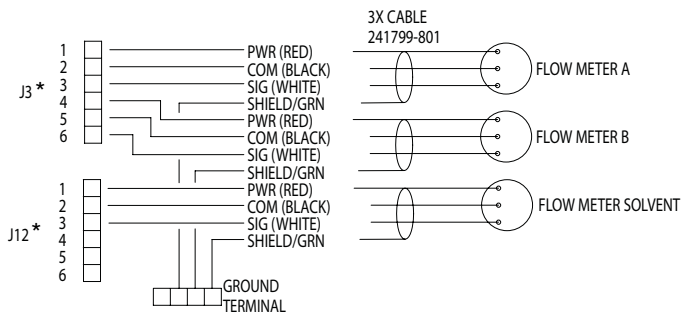 3X CABLE
241799-801
J3 *
1
2
3
4
5
6
PWR (RED)
COM (BLACK)
SIG (WHITE)
SHIELD/GRN
PWR (RED)
COM (BLACK)
SIG (WHITE)
SHIELD/GRN
FLOW METER A
FLOW METER B
J12 *
1
2
3
4
5
6
PWR (RED)
COM (BLACK)
SIG (WHITE)
SHIELD/GRN
FLOW METER SOLVENT
GROUND
TERMINAL